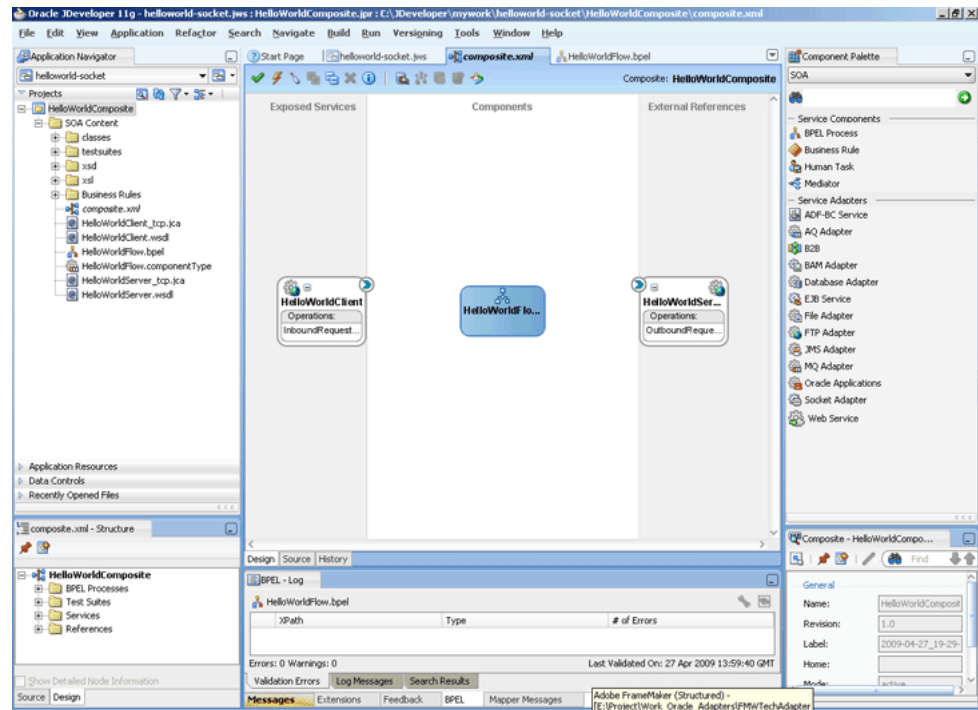 Oracle JDeveloper 11g - helloworld-socket.jws : HelloWorldComposite.jpr : C:\JDeveloper\mywork\helloworld-socket\HelloWorldComposite\composite.xml
File Edit View Application Refactor Search Navigate Build Run Versioning Tools Window Help
Application Navigator
helloworld-socket
Projects
HelloWorldComposite
SOA Content
classes
testsuites
xsd
xsl
Business Rules
composite.xml
HelloWorldClient_tcp.jca
HelloWorldClient.wsdl
HelloWorldFlow.bpel
HelloWorldFlow.componentType
HelloWorldServer_tcp.jca
HelloWorldServer.wsdl
Application Resources
Data Controls
Recently Opened Files
composite.xml - Structure
HelloWorldComposite
BPEL Processes
Test Suites
Services
References
Show Detailed Node Information
Source Design
Start Page helloworld-socket.jws composite.xml HelloWorldFlow.bpel
Composite: HelloWorldComposite
Exposed Services Components External References
HelloWorldClient
Operations:
InboundRequest...
HelloWorldFlo...
HelloWorldSer...
Operations:
OutboundReque...
Design Source History
BPEL - Log
HelloWorldFlow.bpel
XPath Type # of Errors
Errors: 0 Warnings: 0 Last Validated On: 27 Apr 2009 13:59:40 GMT
Validation Errors Log Messages Search Results
Messages Extensions Feedback BPEL Mapper Messages
Adobe FrameMaker (Structured) -
[E:\Project\Work_Oracle_Adapters\FMWTechAdapter
Component Palette
SOA
Service Components
BPEL Process
Business Rule
Human Task
Mediator
Service Adapters
ADF-BC Service
AQ Adapter
B2B
BAM Adapter
Database Adapter
EJB Service
File Adapter
FTP Adapter
JMS Adapter
MQ Adapter
Oracle Applications
Socket Adapter
Web Service
Composite - HelloWorldCompo...
Find
General
Name: HelloWorldComposit
Revision: 1.0
Label: 2009-04-27_19-29-
Home:
Mode: active